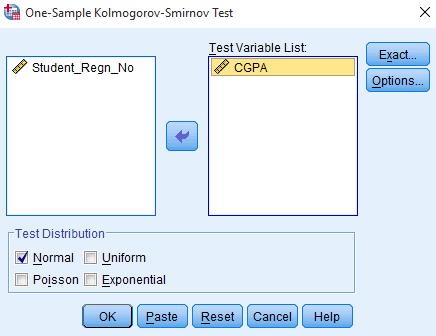 One-Sample Kolmogorov-Smirnov Test
Test Variable List:
Student_Regn_No
CGPA
Exact...
Options...
Test Distribution
Normal Uniform
Poisson Exponential
OK Paste Reset Cancel Help